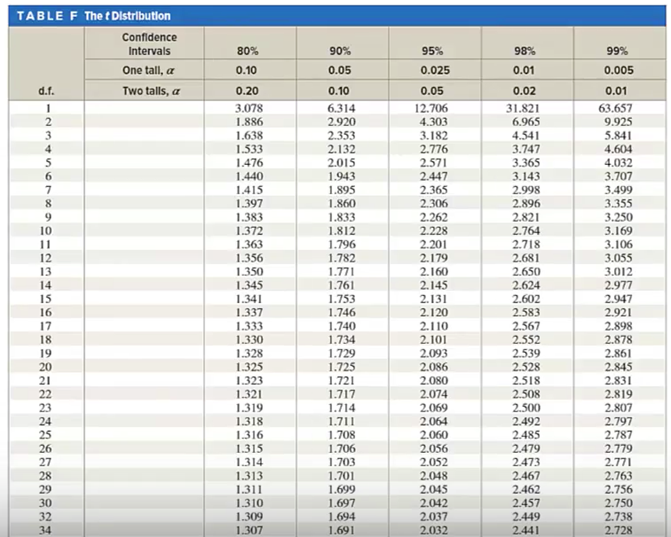 TABLE F The t Distribution
Confidence
Intervals 80% 90% 95% 98% 99%
One tail, α 0.10 0.05 0.025 0.01 0.005
d.f. Two tails, α 0.20 0.10 0.05 0.02 0.01
1 3.078 6.314 12.706 31.821 63.657
2 1.886 2.920 4.303 6.965 9.925
3 1.638 2.353 3.182 4.541 5.841
4 1.533 2.132 2.776 3.747 4.604
5 1.476 2.015 2.571 3.365 4.032
6 1.440 1.943 2.447 3.143 3.707
7 1.415 1.895 2.365 2.998 3.499
8 1.397 1.860 2.306 2.896 3.355
9 1.383 1.833 2.262 2.821 3.250
10 1.372 1.812 2.228 2.764 3.169
11 1.363 1.796 2.201 2.718 3.106
12 1.356 1.782 2.179 2.681 3.055
13 1.350 1.771 2.160 2.650 3.012
14 1.345 1.761 2.145 2.624 2.977
15 1.341 1.753 2.131 2.602 2.947
16 1.337 1.746 2.120 2.583 2.921
17 1.333 1.740 2.110 2.567 2.898
18 1.330 1.734 2.101 2.552 2.878
19 1.328 1.729 2.093 2.539 2.861
20 1.325 1.725 2.086 2.528 2.845
21 1.323 1.721 2.080 2.518 2.831
22 1.321 1.717 2.074 2.508 2.819
23 1.319 1.714 2.069 2.500 2.807
24 1.318 1.711 2.064 2.492 2.797
25 1.316 1.708 2.060 2.485 2.787
26 1.315 1.706 2.056 2.479 2.779
27 1.314 1.703 2.052 2.473 2.771
28 1.313 1.701 2.048 2.467 2.763
29 1.311 1.699 2.045 2.462 2.756
30 1.310 1.697 2.042 2.457 2.750
32 1.309 1.694 2.037 2.449 2.738
34 1.307 1.691 2.032 2.441 2.728